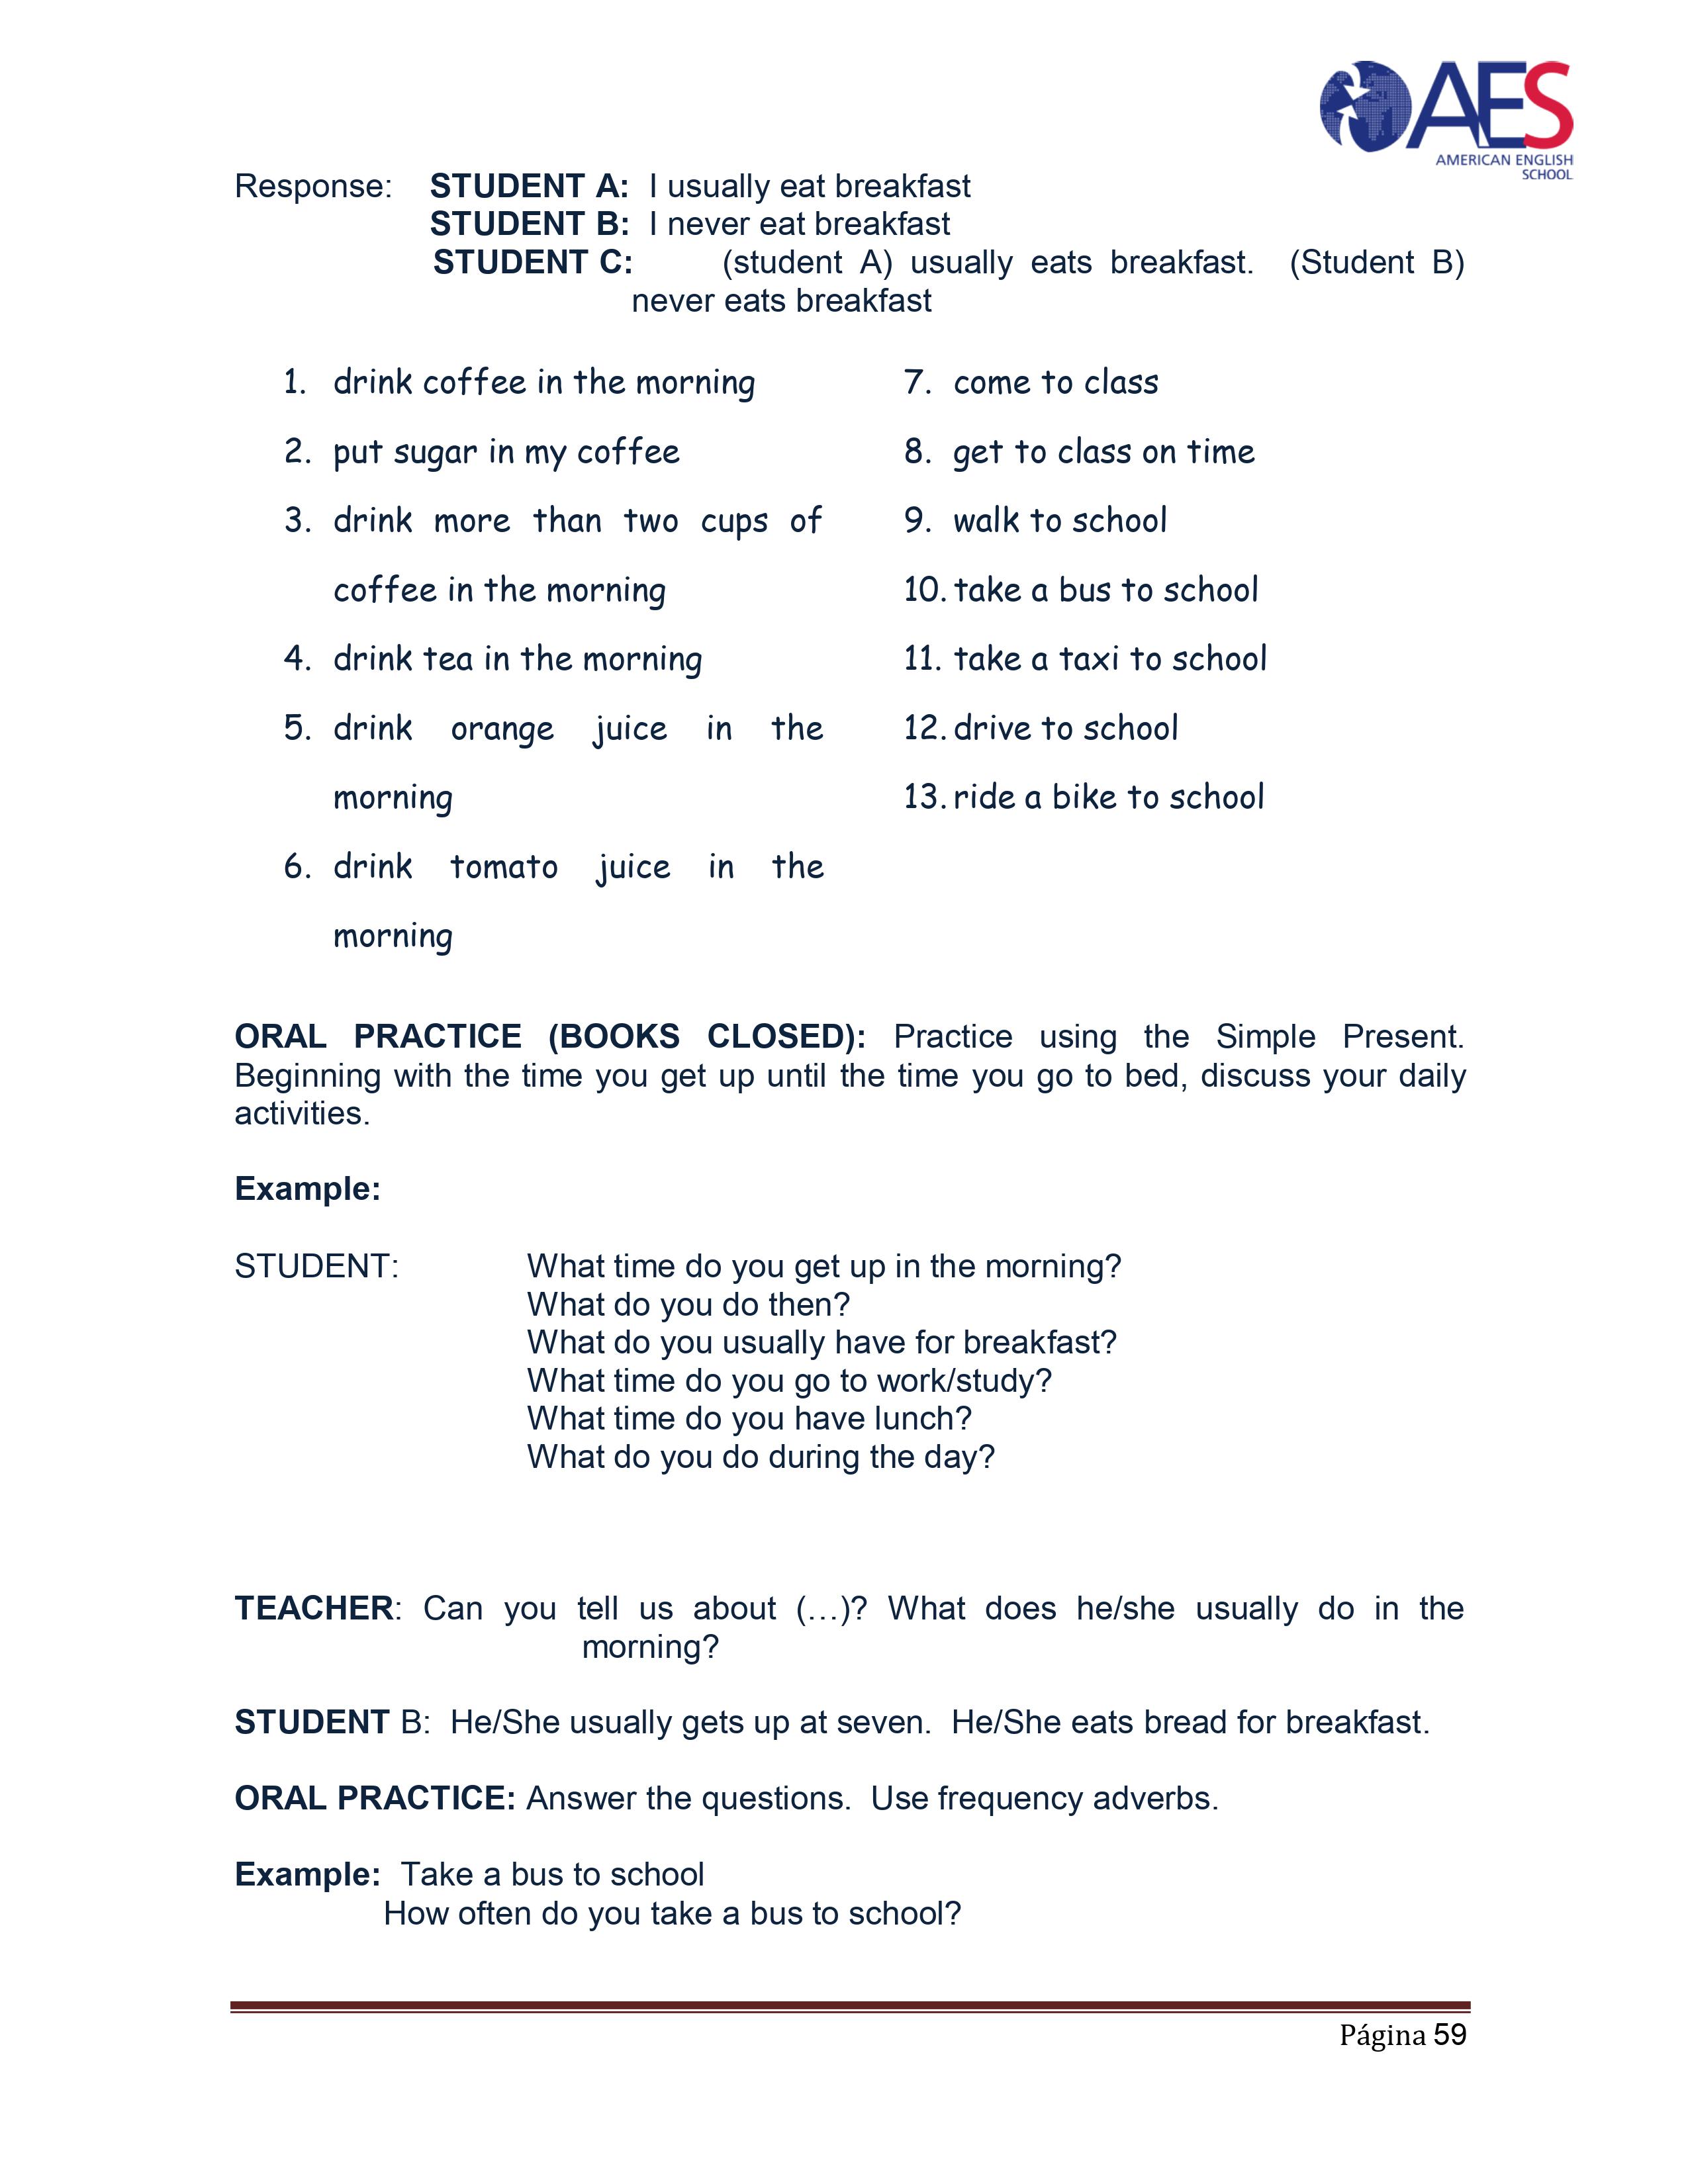 AES
AMERICAN ENGLISH
SCHOOL
Response: STUDENT A: I usually eat breakfast
STUDENT B: I never eat breakfast
STUDENT C: (student A) usually eats breakfast. (Student B)
never eats breakfast
1. drink coffee in the morning
2. put sugar in my coffee
3. drink more than two cups of
coffee in the morning
4. drink tea in the morning
5. drink orange juice in the
morning
6. drink tomato juice in the
morning
7. come to class
8. get to class on time
9. walk to school
10. take a bus to school
11. take a taxi to school
12. drive to school
13. ride a bike to school
ORAL PRACTICE (BOOKS CLOSED): Practice using the Simple Present.
Beginning with the time you get up until the time you go to bed, discuss your daily
activities.
Example:
STUDENT: What time do you get up in the morning?
What do you do then?
What do you usually have for breakfast?
What time do you go to work/study?
What time do you have lunch?
What do you do during the day?
TEACHER: Can you tell us about (…)? What does he/she usually do in the
morning?
STUDENT B: He/She usually gets up at seven. He/She eats bread for breakfast.
ORAL PRACTICE: Answer the questions. Use frequency adverbs.
Example: Take a bus to school
How often do you take a bus to school?
Página 59